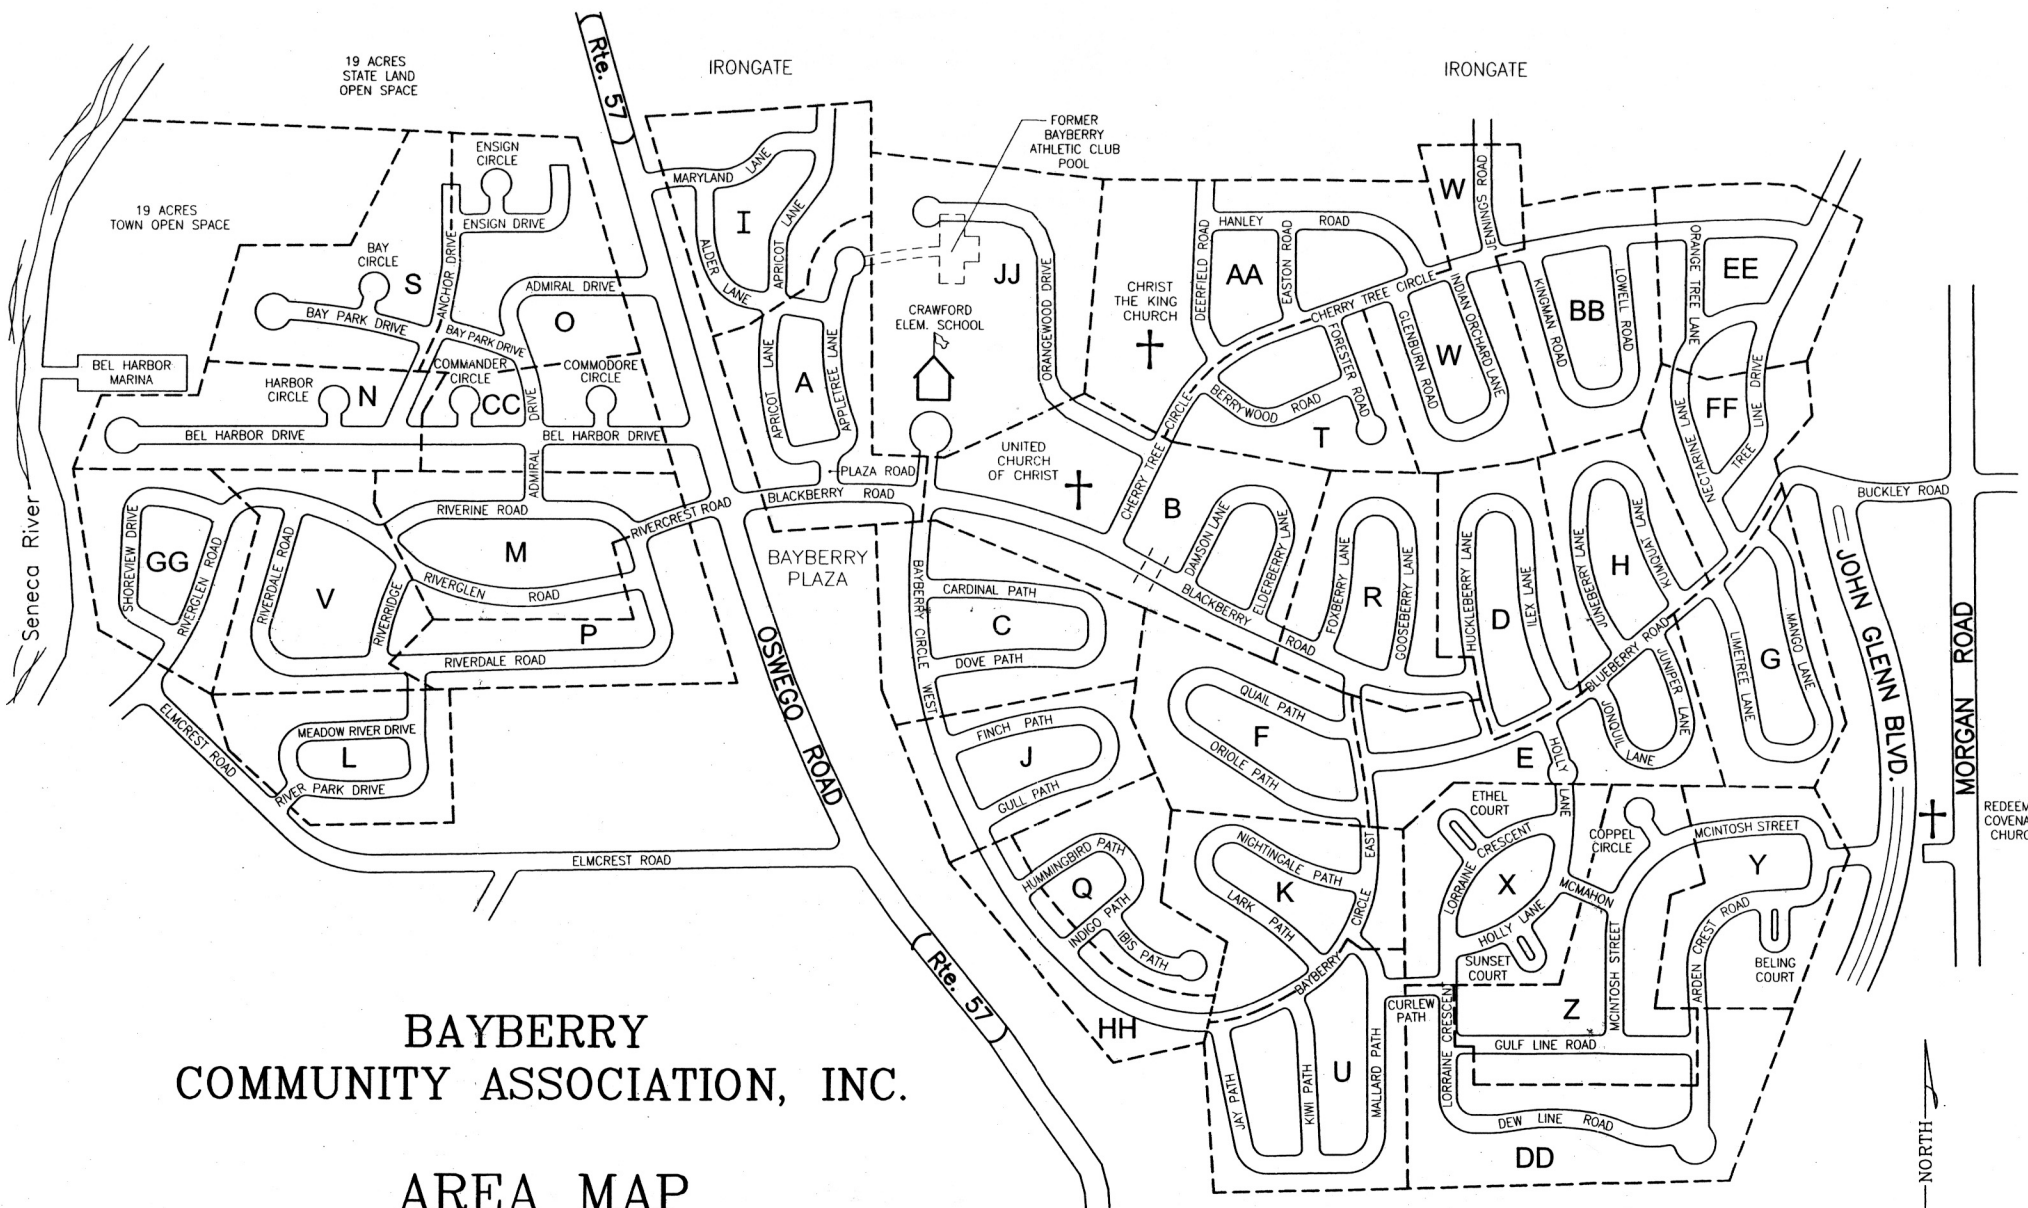 19 ACRES
STATE LAND
OPEN SPACE
Rte. 57
IRONGATE
IRONGATE
FORMER
BAYBERRY
ATHLETIC CLUB
POOL
19 ACRES
TOWN OPEN SPACE
ENSIGN
CIRCLE
ENSIGN DRIVE
ANCHOR DRIVE
BAY
CIRCLE
S
BAY PARK DRIVE
BAY PARK DRIVE
ADMIRAL DRIVE
O
BEL HARBOR
MARINA
HARBOR
CIRCLE
N
COMMANDER
CIRCLE
CC
COMMODORE
CIRCLE
BEL HARBOR DRIVE
BEL HARBOR DRIVE
ADMIRAL
DRIVE
Seneca River
MARYLAND LANE
I
ALDER
LANE
APRICOT
LANE
APRICOT LANE
A
APPLETREE LANE
PLAZA ROAD
BLACKBERRY ROAD
JJ
CRAWFORD
ELEM. SCHOOL
ORANGEWOOD DRIVE
CHRIST
THE KING
CHURCH
UNITED
CHURCH
OF CHRIST
DEERFIELD ROAD
HANLEY ROAD
AA
EASTON ROAD
CHERRY TREE CIRCLE
CHERRY TREE CIRCLE
BERRYWOOD ROAD
FORESTER ROAD
T
W
JENNINGS ROAD
GLENBURN ROAD
W
INDIAN ORCHARD LANE
KINGMAN ROAD
BB
LOWELL ROAD
ORANGE TREE LANE
EE
FF
NECTARINE LANE
TREE LINE DRIVE
BUCKLEY ROAD
JOHN GLENN BLVD.
MORGAN ROAD
REDEEM
COVENA
CHURC
SHOREVIEW DRIVE
GG
RIVERGLEN ROAD
RIVERDALE ROAD
V
RIVERRIDGE
RIVERINE ROAD
M
RIVERGLEN ROAD
P
RIVERDALE ROAD
RIVERCREST ROAD
BAYBERRY
PLAZA
OSWEGO ROAD
ELMCREST ROAD
MEADOW RIVER DRIVE
L
RIVER PARK DRIVE
ELMCREST ROAD
BAYBERRY CIRCLE WEST
CARDINAL PATH
C
DOVE PATH
FINCH PATH
J
GULL PATH
HUMMINGBIRD PATH
Q
INDIGO PATH
IBIS PATH
HH
Rte. 57
B
DAMSON LANE
ELDERBERRY LANE
BLACKBERRY ROAD
FOXBERRY LANE
R
GOOSEBERRY LANE
HUCKLEBERRY LANE
D
ILEX LANE
JUNEBERRY LANE
H
KUMQUAT LANE
BLUEBERRY ROAD
JUNIPER LANE
JONQUIL LANE
LIMETREE LANE
G
MANGO LANE
QUAIL PATH
F
ORIOLE PATH
E
HOLLY
LANE
NIGHTINGALE PATH
K
LARK PATH
BAYBERRY CIRCLE EAST
ETHEL
COURT
LORRAINE CRESCENT
X
HOLLY LANE
SUNSET
COURT
COPPEL
CIRCLE
MCMAHON
MCINTOSH STREET
Y
ARDEN CREST ROAD
BELING
COURT
MCINTOSH STREET
Z
GULF LINE ROAD
CURLEW
PATH
LORRAINE CRESCENT
DEW LINE ROAD
DD
JAY PATH
KIWI PATH
U
MALLARD PATH
NORTH
BAYBERRY
COMMUNITY ASSOCIATION, INC.
AREA MAP